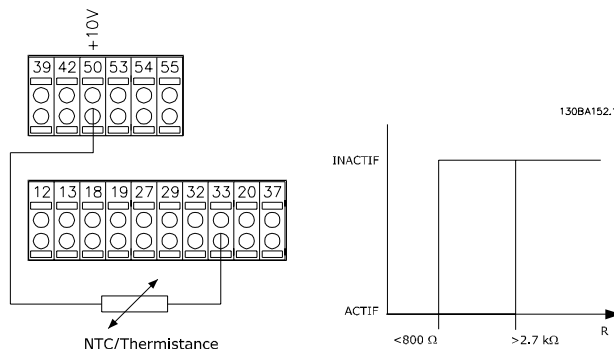 +10V
39 42 50 53 54 55
130BA152.1
INACTIF
12 13 18 19 27 29 32 33 20 37
ACTIF
R
<800 Ω
>2.7 kΩ
NTC/Thermistance